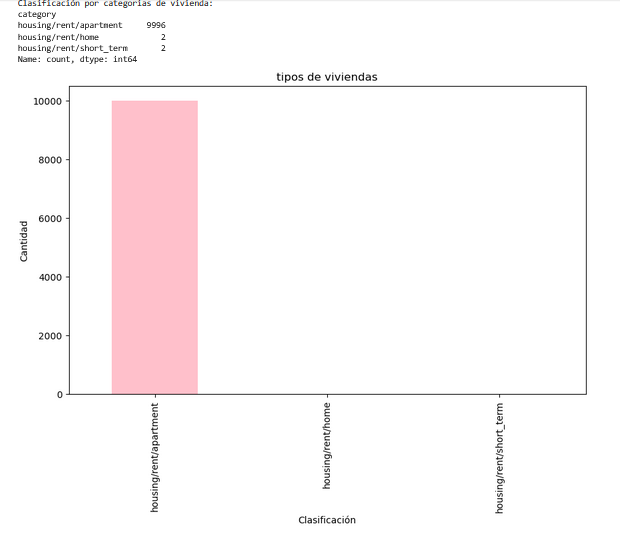 Clasificación por categorías de vivienda:
category
housing/rent/apartment 9996
housing/rent/home 2
housing/rent/short_term 2
Name: count, dtype: int64
tipos de viviendas
10000
8000
6000
4000
2000
0
Cantidad
housing/rent/apartment
housing/rent/home
housing/rent/short_term
Clasificación